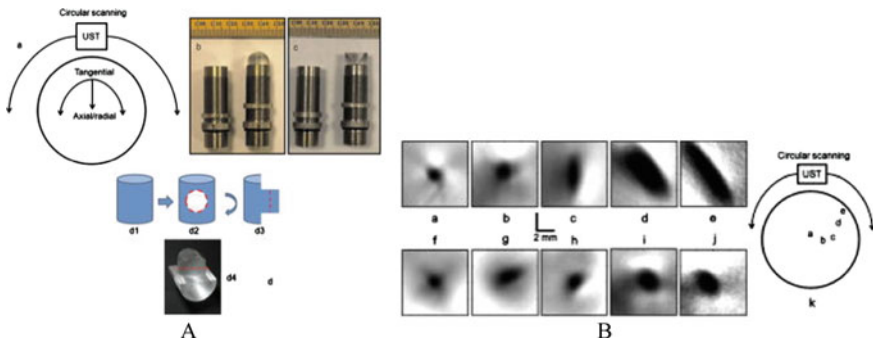 Circular scanning
a
UST
Tangential
Axial/radial
b
c
d1
d2
d3
d4
d
A
a
b
c
d
e
2 mm
f
g
h
i
j
B
Circular scanning
UST
a
b
c
d
e
k